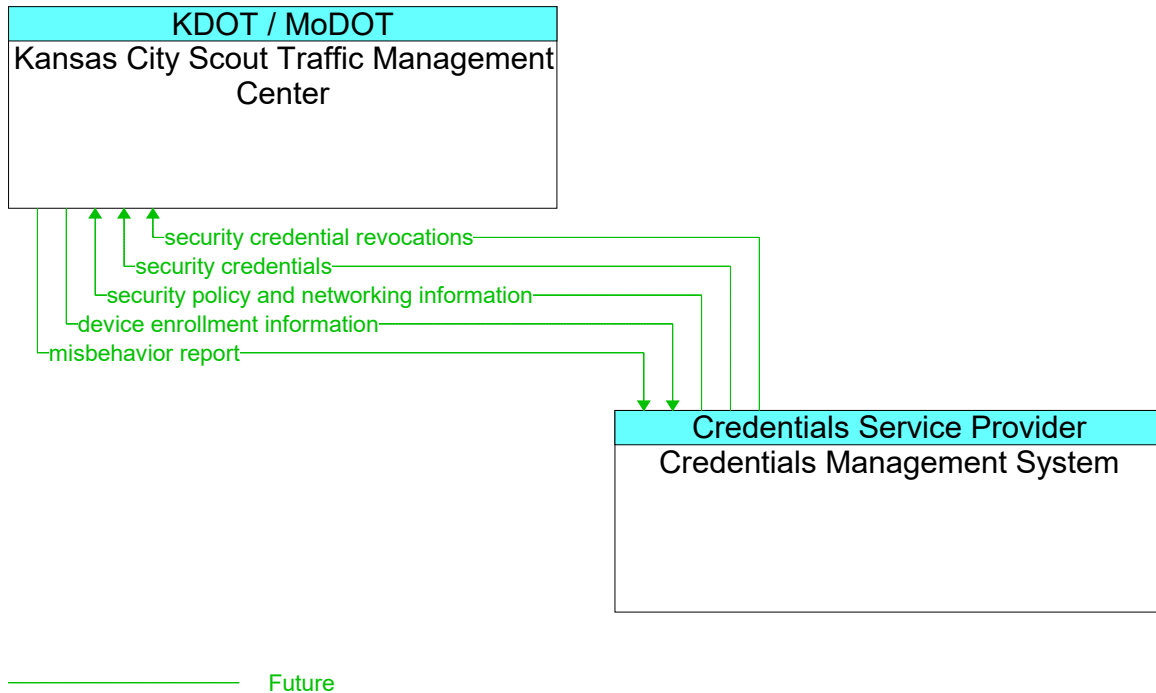 KDOT / MoDOT
Kansas City Scout Traffic Management
Center
security credential revocations
security credentials
security policy and networking information
device enrollment information
misbehavior report
Credentials Service Provider
Credentials Management System
Future